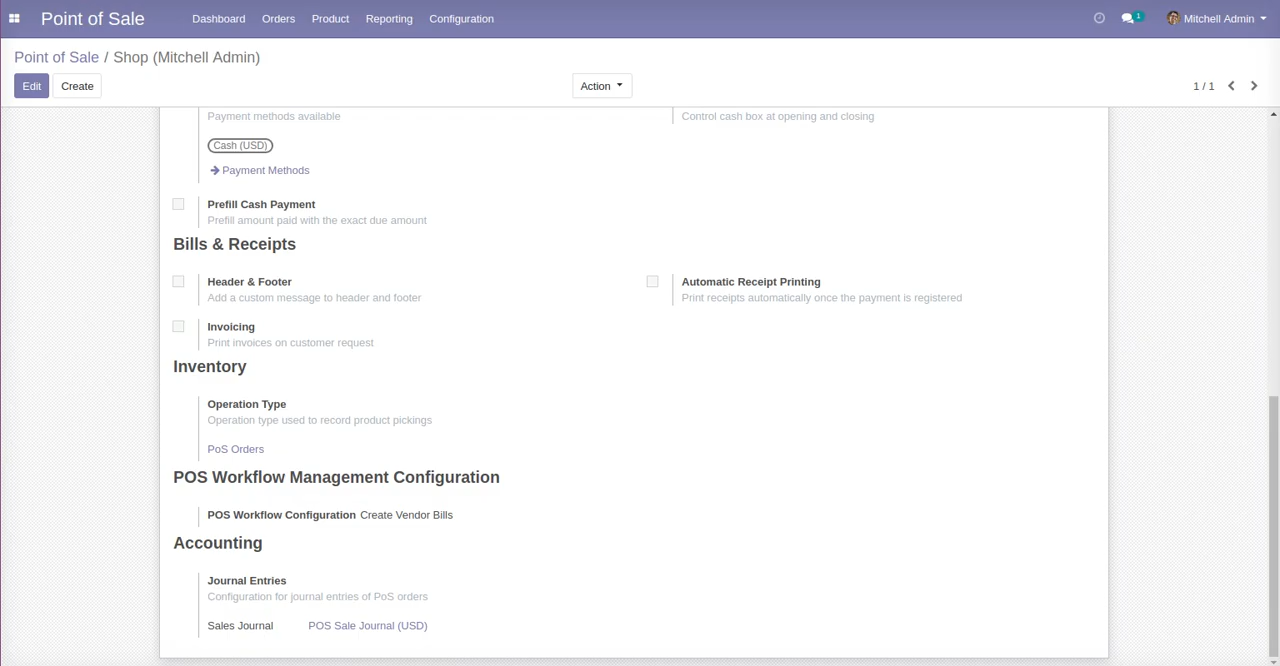 Point of Sale Dashboard Orders Product Reporting Configuration 1 Mitchell Admin
Point of Sale / Shop (Mitchell Admin)
Edit Create Action 1 / 1
Payment methods available Control cash box at opening and closing
Cash (USD)
Payment Methods
Prefill Cash Payment
Prefill amount paid with the exact due amount
Bills & Receipts
Header & Footer Automatic Receipt Printing
Add a custom message to header and footer Print receipts automatically once the payment is registered
Invoicing
Print invoices on customer request
Inventory
Operation Type
Operation type used to record product pickings
PoS Orders
POS Workflow Management Configuration
POS Workflow Configuration Create Vendor Bills
Accounting
Journal Entries
Configuration for journal entries of PoS orders
Sales Journal POS Sale Journal (USD)